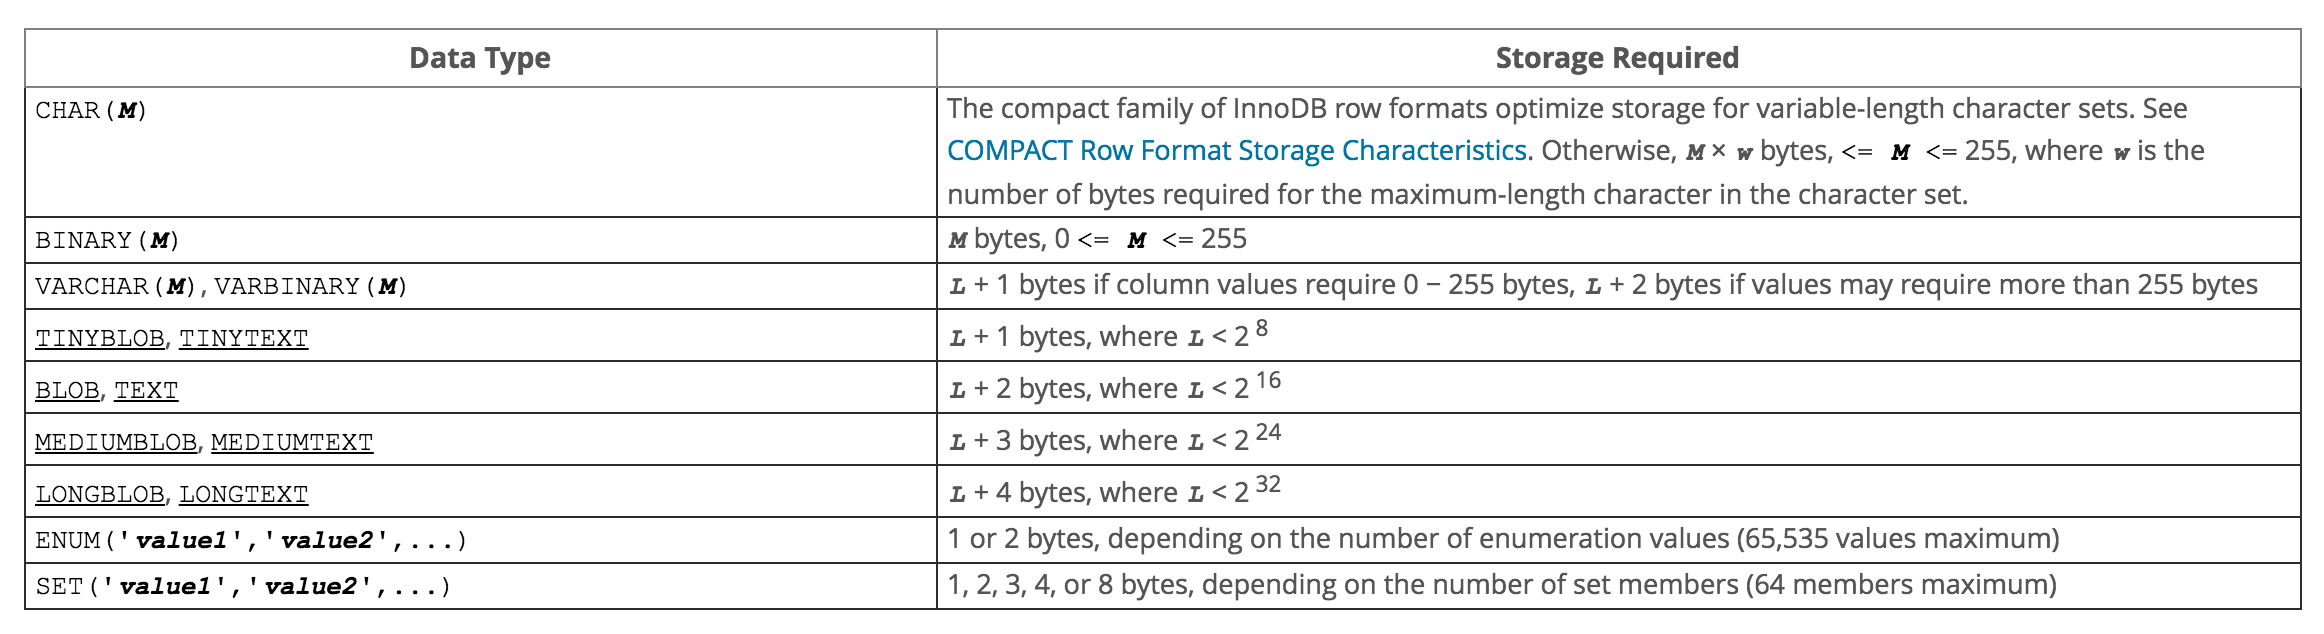 Data Type Storage Required
CHAR(M) The compact family of InnoDB row formats optimize storage for variable-length character sets. See
COMPACT Row Format Storage Characteristics. Otherwise, M × w bytes, <= M <= 255, where w is the
number of bytes required for the maximum-length character in the character set.
BINARY(M) M bytes, 0 <= M <= 255
VARCHAR(M), VARBINARY(M) L + 1 bytes if column values require 0 − 255 bytes, L + 2 bytes if values may require more than 255 bytes
TINYBLOB, TINYTEXT L + 1 bytes, where L < 2 8
BLOB, TEXT L + 2 bytes, where L < 2 16
MEDIUMBLOB, MEDIUMTEXT L + 3 bytes, where L < 2 24
LONGBLOB, LONGTEXT L + 4 bytes, where L < 2 32
ENUM('value1','value2',...) 1 or 2 bytes, depending on the number of enumeration values (65,535 values maximum)
SET('value1','value2',...) 1, 2, 3, 4, or 8 bytes, depending on the number of set members (64 members maximum)